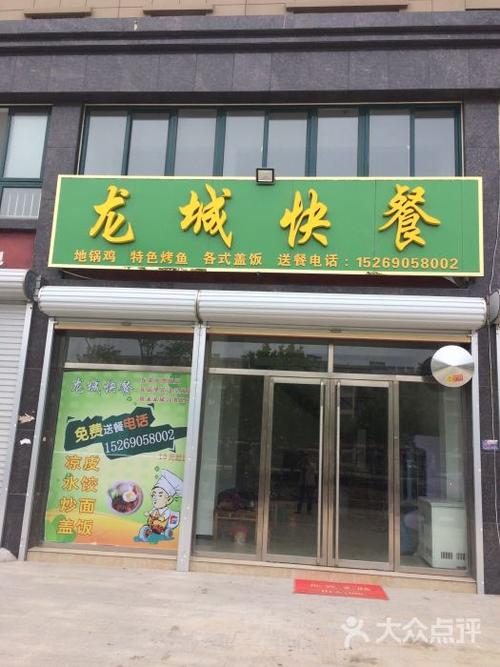 龙城快餐
地锅鸡 特色烤鱼 各式盖饭 送餐电话：15269058002
龙城快餐
免费送餐电话
15269058002
凉皮
水饺
炒面
盖饭
大众点评